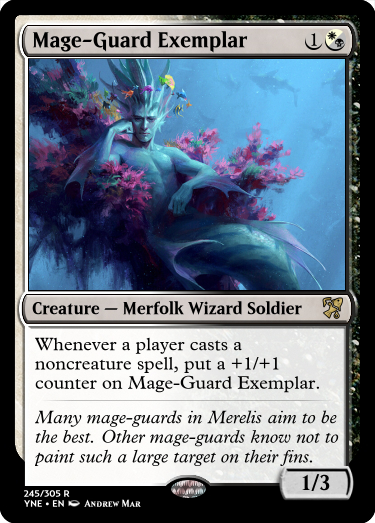 Mage-Guard Exemplar 1
Creature — Merfolk Wizard Soldier
Whenever a player casts a
noncreature spell, put a +1/+1
counter on Mage-Guard Exemplar.
Many mage-guards in Merelis aim to be
the best. Other mage-guards know not to
paint such a large target on their fins.
1/3
245/305 R
YNE • EN Andrew Mar